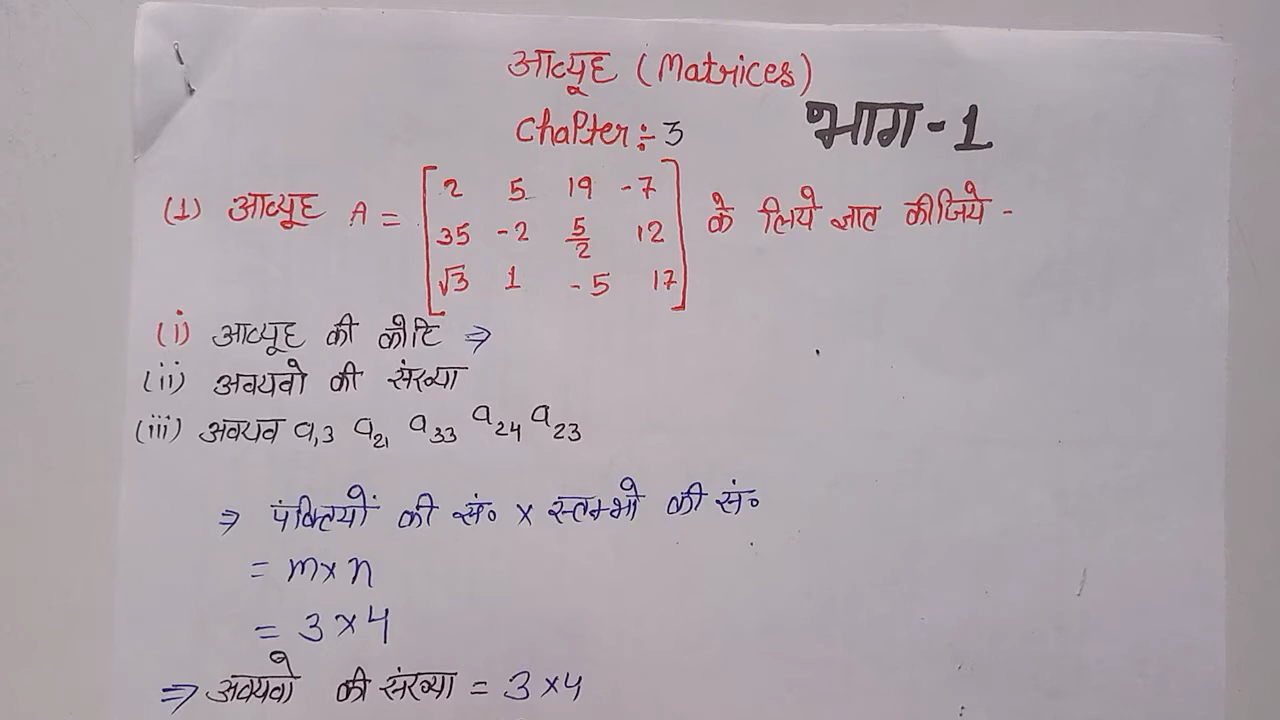 आव्यूह (Matrices)
Chapter :- 3 भाग-1
(1) आव्यूह A = [2 5 19 -7
35 -2 5/2 12
√3 1 -5 17] के लिये ज्ञात कीजिये -
(i) आव्यूह की कोटि ⇒
(ii) अवयवो की संख्या
(iii) अवयव a13 a21 a33 a24 a23
⇒ पंक्तियों की सं० × स्तम्भो की सं०
= m×n
= 3×4
⇒ अवयवो की संख्या = 3×4